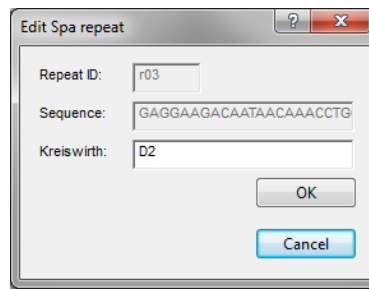 Edit Spa repeat
Repeat ID: r03
Sequence: GAGGAAGACAATAACAAACCTG
Kreiswirth: D2
OK
Cancel